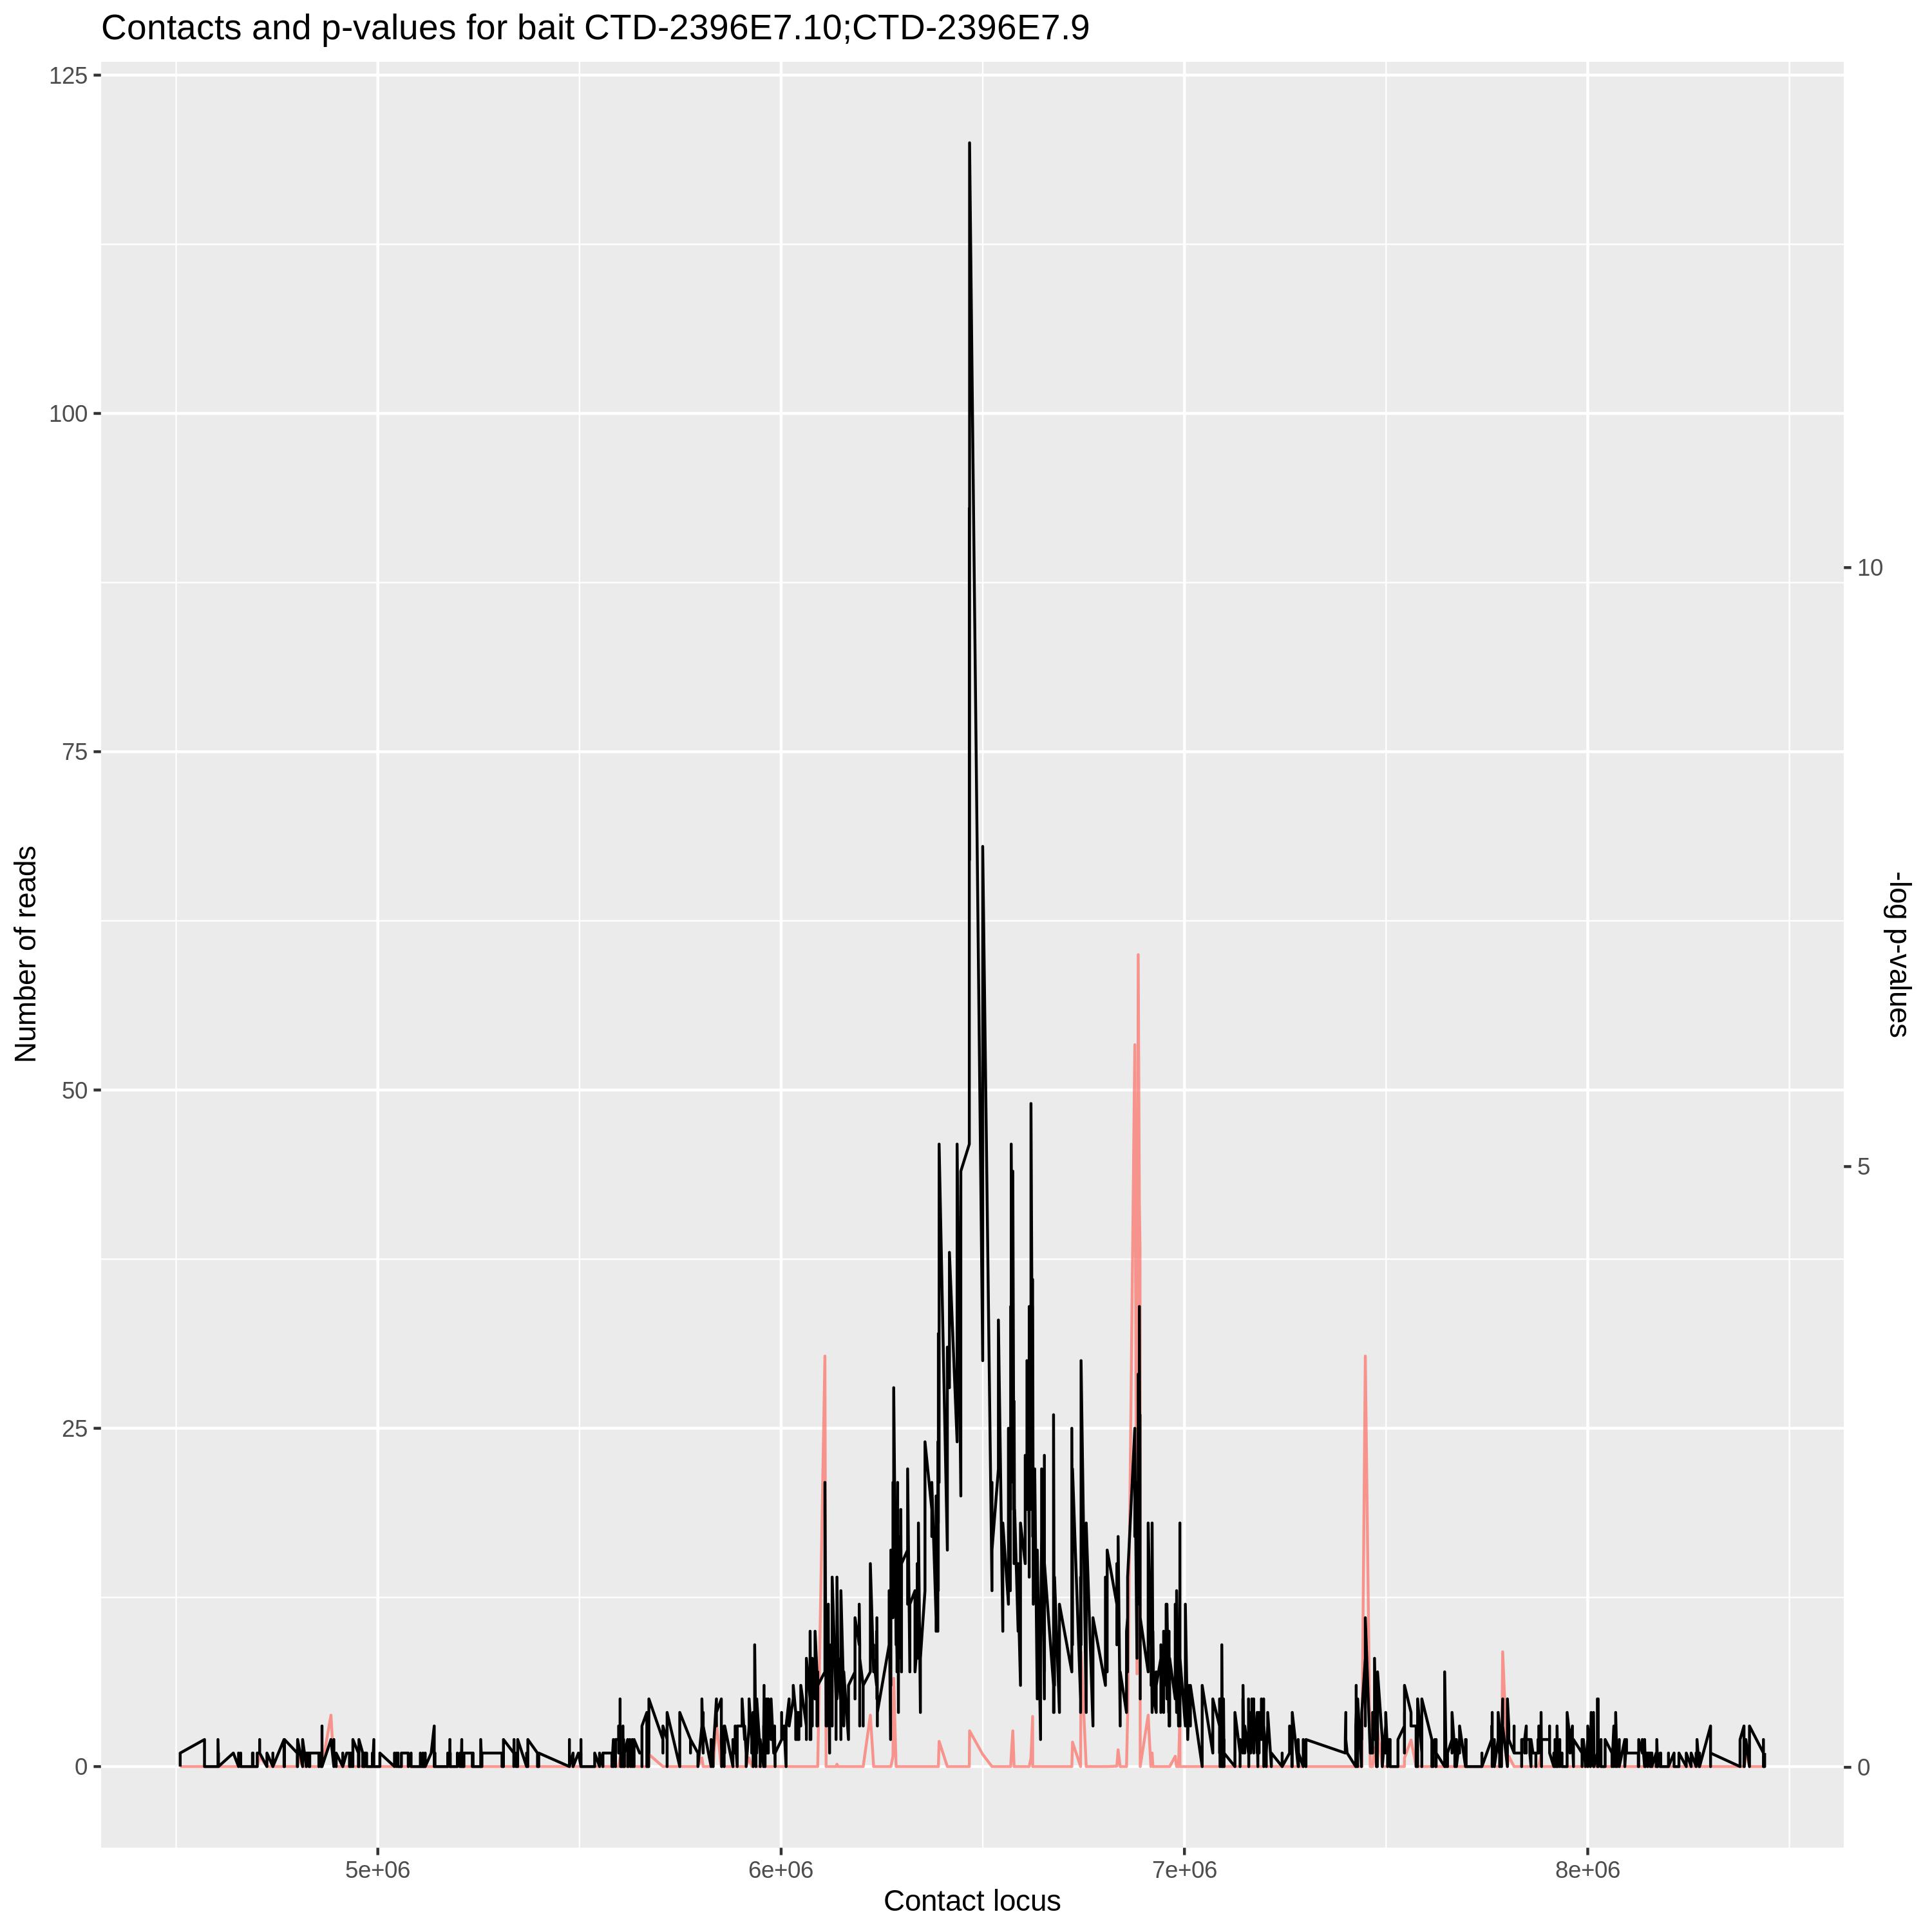 Contacts and p-values for bait CTD-2396E7.10;CTD-2396E7.9
125
100
75
50
25
0
Number of reads
10
5
0
-log p-values
5e+06
6e+06
7e+06
8e+06
Contact locus